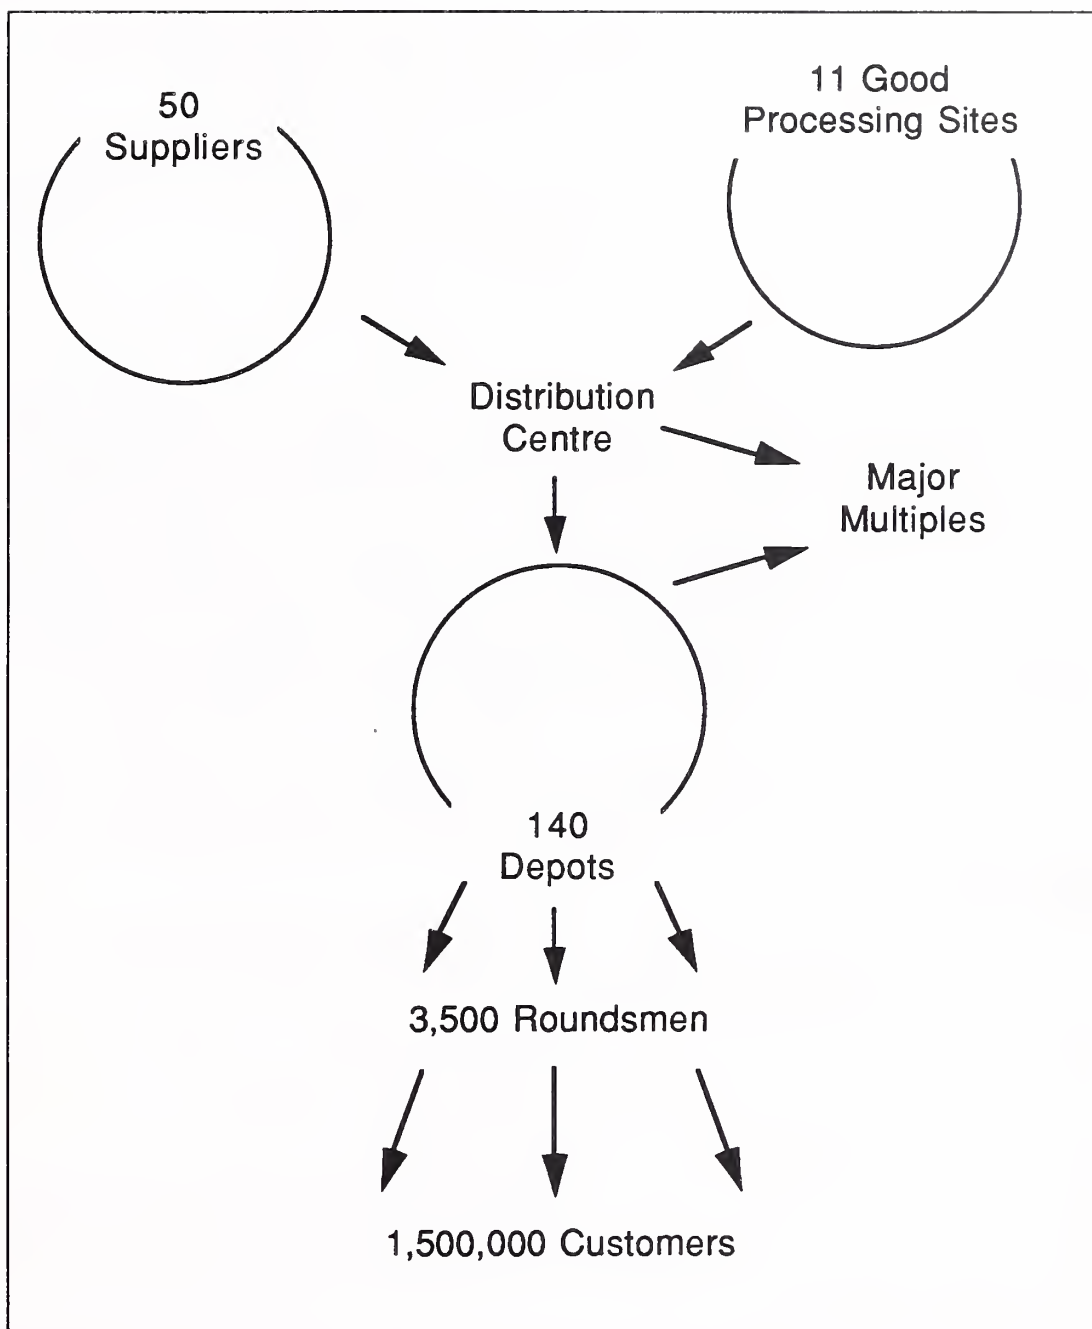 50
Suppliers
11 Good
Processing Sites
Distribution
Centre
Major
Multiples
140
Depots
3,500 Roundsmen
1,500,000 Customers